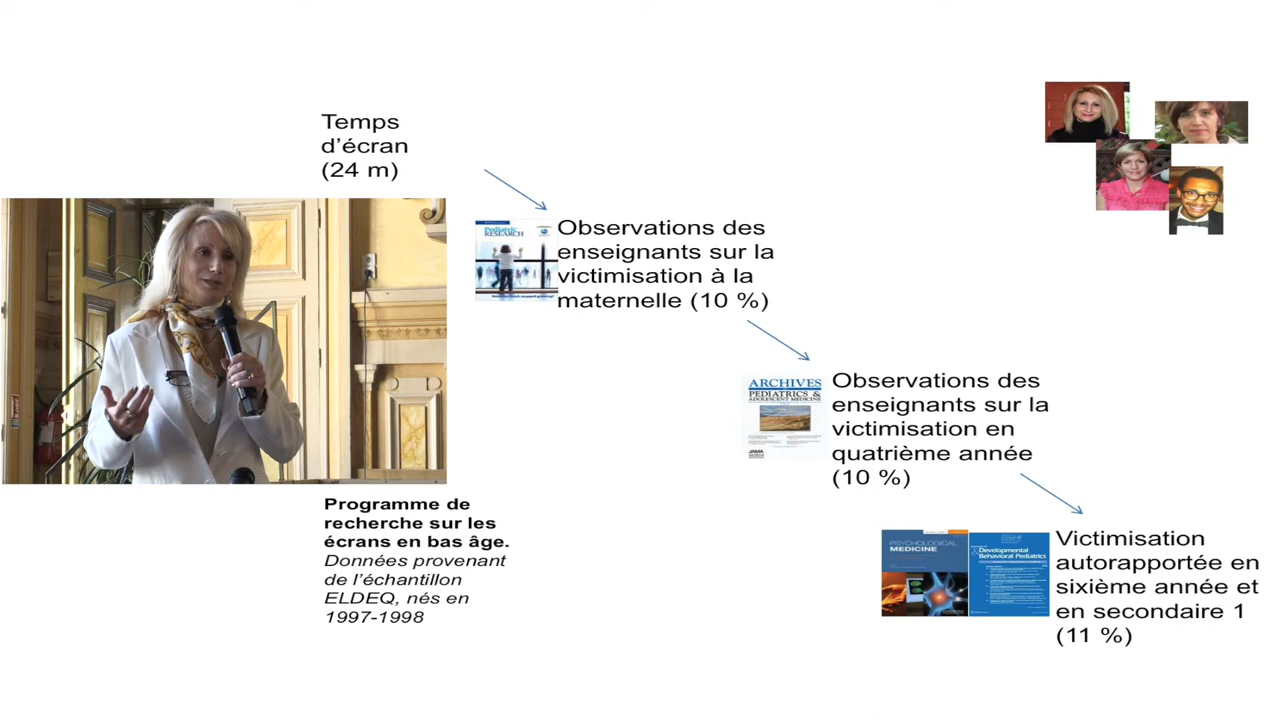 Temps
d'écran
(24 m)
Pediatric
RESEARCH
Observations des
enseignants sur la
victimisation à la
maternelle (10 %)
ARCHIVES
PEDIATRICS &
ADOLESCENT MEDICINE
JAMA
Observations des
enseignants sur la
victimisation en
quatrième année
(10 %)
Programme de
recherche sur les
écrans en bas âge.
Données provenant
de l'échantillon
ELDEQ, nés en
1997-1998
PSYCHOLOGICAL
MEDICINE
Developmental
Behavioral Pediatrics
Victimisation
autorapportée en
sixième année et
en secondaire 1
(11 %)